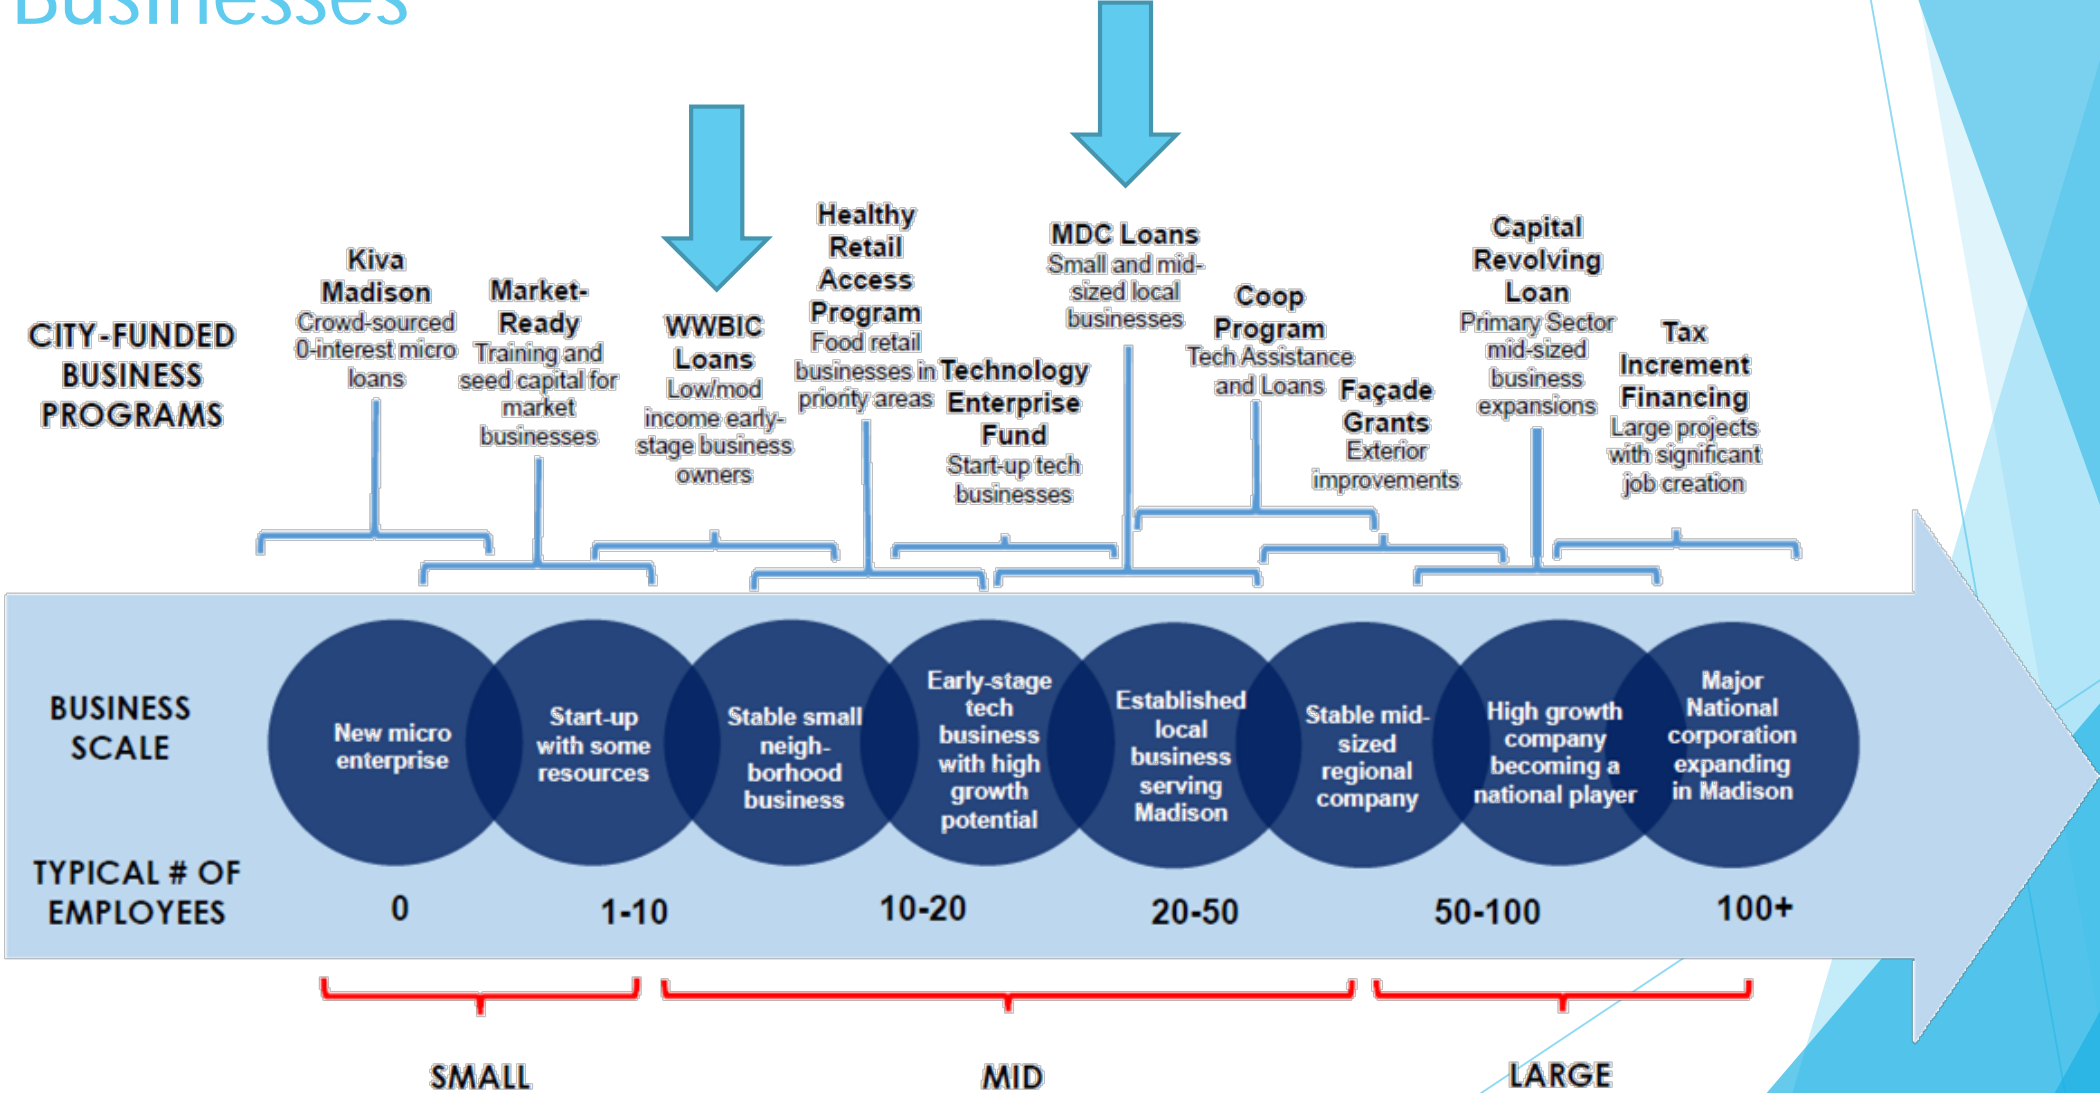 Businesses
CITY-FUNDED
BUSINESS
PROGRAMS
Kiva
Madison
Crowd-sourced
0-interest micro
loans
Market-
Ready
Training and
seed capital for
market
businesses
WWBIC
Loans
Low/mod
income early-
stage business
owners
Healthy
Retail
Access
Program
Food retail
businesses in
priority areas
Technology
Enterprise
Fund
Start-up tech
businesses
MDC Loans
Small and mid-
sized local
businesses
Coop
Program
Tech Assistance
and Loans
Façade
Grants
Exterior
improvements
Capital
Revolving
Loan
Primary Sector
mid-sized
business
expansions
Tax
Increment
Financing
Large projects
with significant
job creation
BUSINESS
SCALE
New micro
enterprise
Start-up
with some
resources
Stable small
neigh-
borhood
business
Early-stage
tech
business
with high
growth
potential
Established
local
business
serving
Madison
Stable mid-
sized
regional
company
High growth
company
becoming a
national player
Major
National
corporation
expanding
in Madison
TYPICAL # OF
EMPLOYEES
0
1-10
10-20
20-50
50-100
100+
SMALL
MID
LARGE